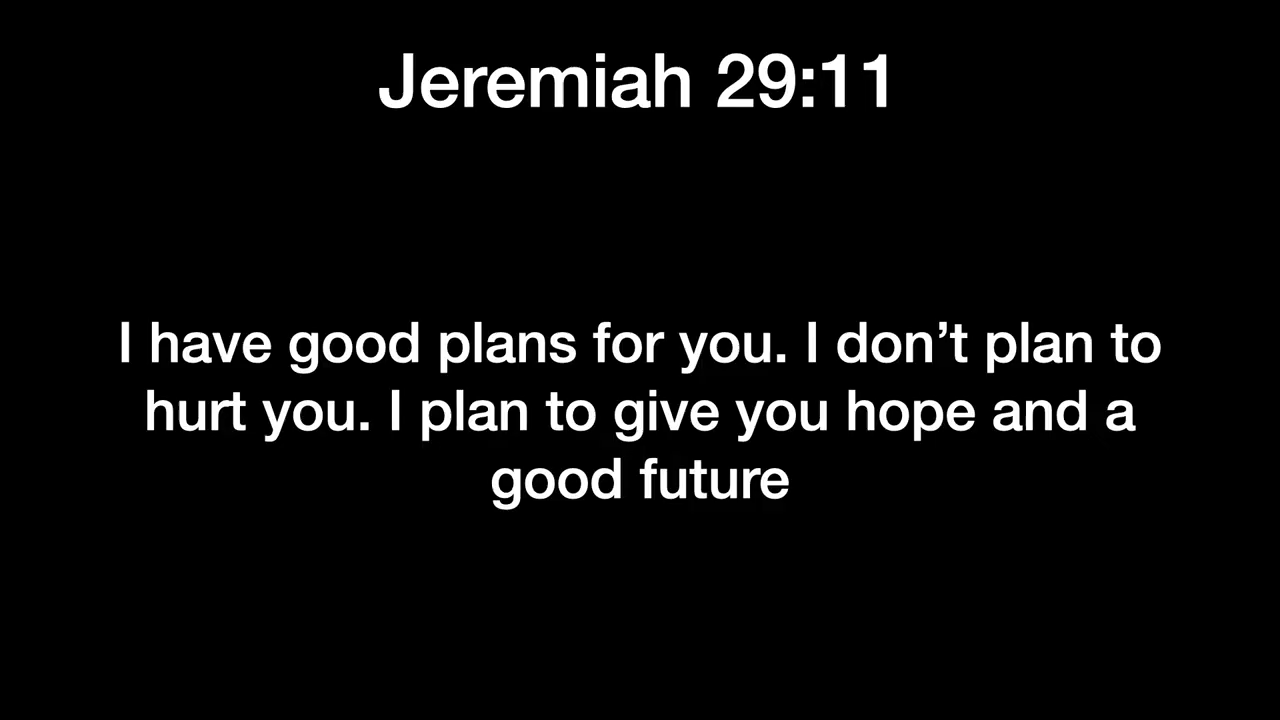 Jeremiah 29:11
I have good plans for you. I don’t plan to
hurt you. I plan to give you hope and a
good future